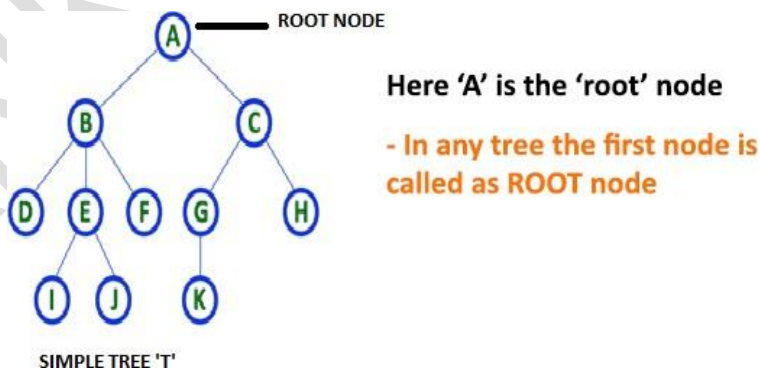 A
ROOT NODE
Here ‘A’ is the ‘root’ node
B C
- In any tree the first node is
called as ROOT node
D E F G H
I J K
SIMPLE TREE 'T'